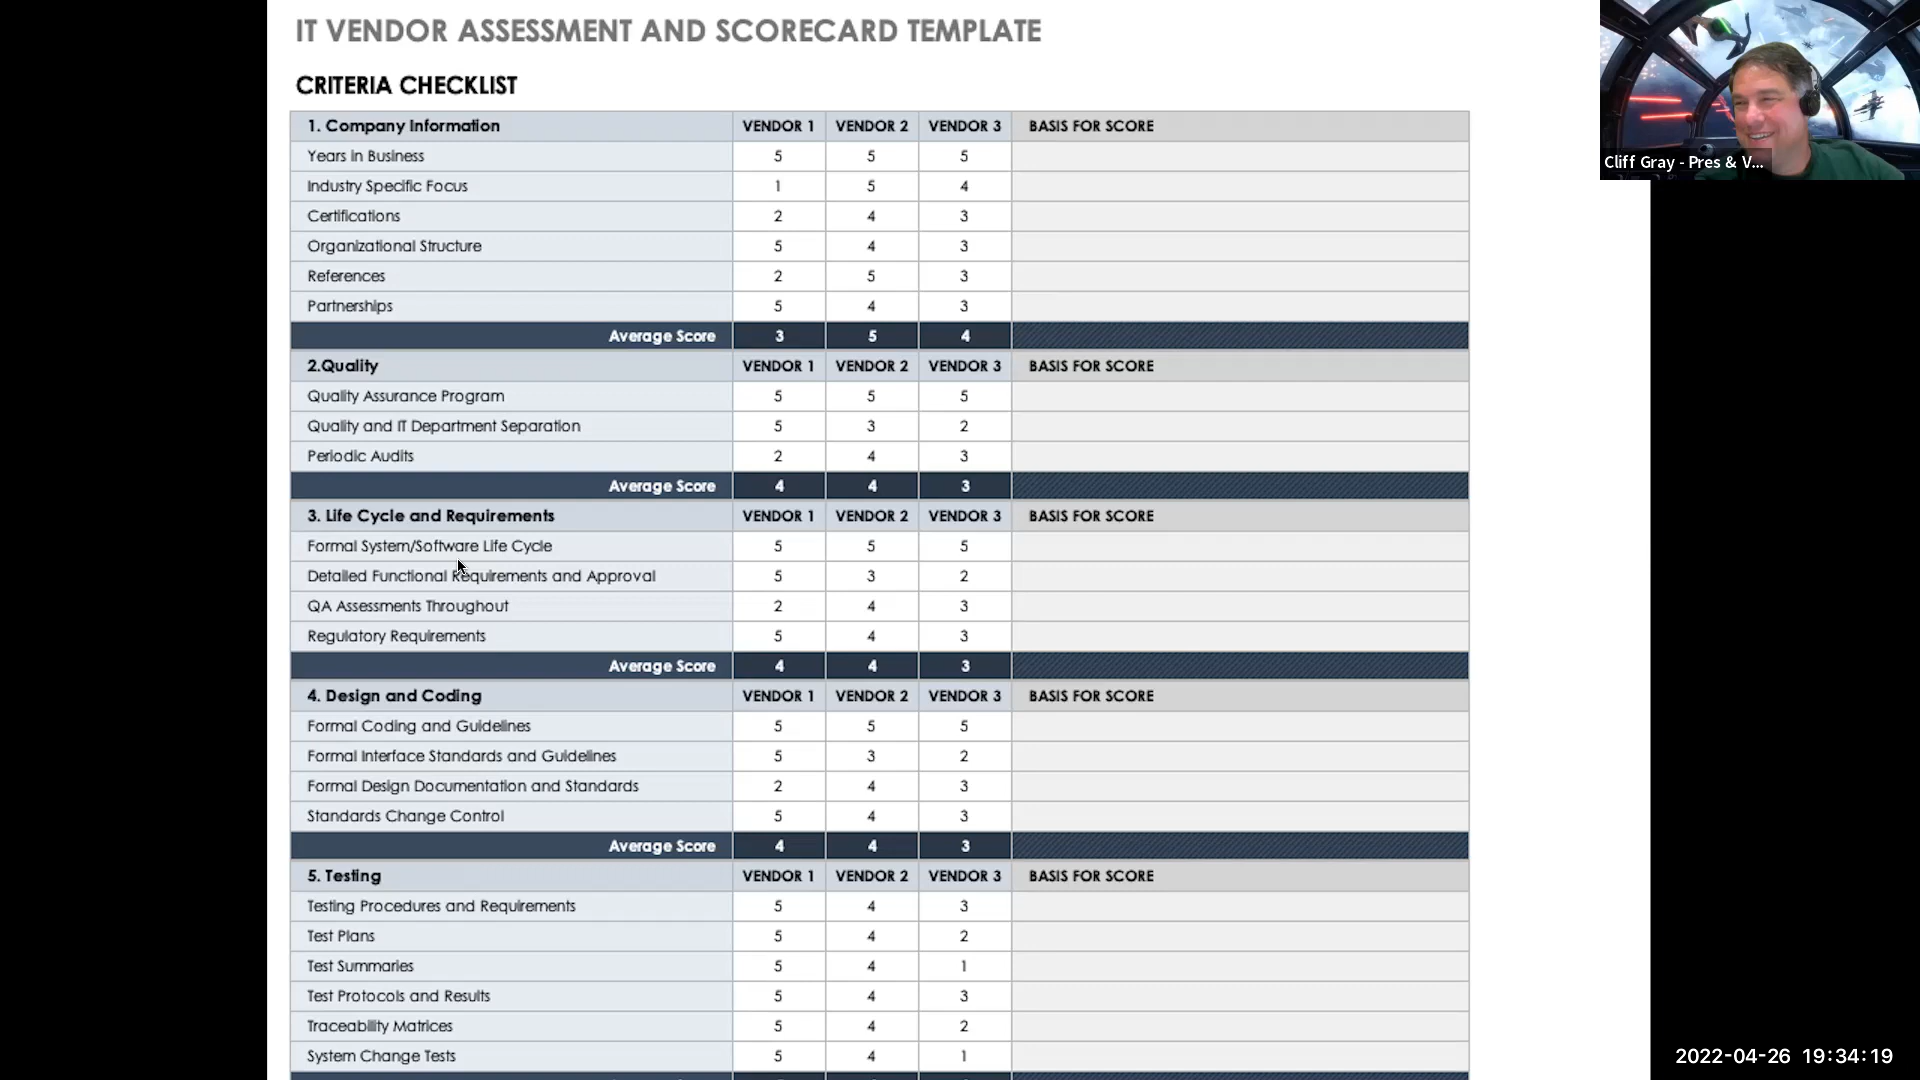 IT VENDOR ASSESSMENT AND SCORECARD TEMPLATE
CRITERIA CHECKLIST
1. Company Information VENDOR 1 VENDOR 2 VENDOR 3 BASIS FOR SCORE
Years in Business 5 5 5
Industry Specific Focus 1 5 4
Certifications 2 4 3
Organizational Structure 5 4 3
References 2 5 3
Partnerships 5 4 3
Average Score 3 5 4
2.Quality VENDOR 1 VENDOR 2 VENDOR 3 BASIS FOR SCORE
Quality Assurance Program 5 5 5
Quality and IT Department Separation 5 3 2
Periodic Audits 2 4 3
Average Score 4 4 3
3. Life Cycle and Requirements VENDOR 1 VENDOR 2 VENDOR 3 BASIS FOR SCORE
Formal System/Software Life Cycle 5 5 5
Detailed Functional Requirements and Approval 5 3 2
QA Assessments Throughout 2 4 3
Regulatory Requirements 5 4 3
Average Score 4 4 3
4. Design and Coding VENDOR 1 VENDOR 2 VENDOR 3 BASIS FOR SCORE
Formal Coding and Guidelines 5 5 5
Formal Interface Standards and Guidelines 5 3 2
Formal Design Documentation and Standards 2 4 3
Standards Change Control 5 4 3
Average Score 4 4 3
5. Testing VENDOR 1 VENDOR 2 VENDOR 3 BASIS FOR SCORE
Testing Procedures and Requirements 5 4 3
Test Plans 5 4 2
Test Summaries 5 4 1
Test Protocols and Results 5 4 3
Traceability Matrices 5 4 2
System Change Tests 5 4 1
Cliff Gray - Pres & V...
2022-04-26 19:34:19